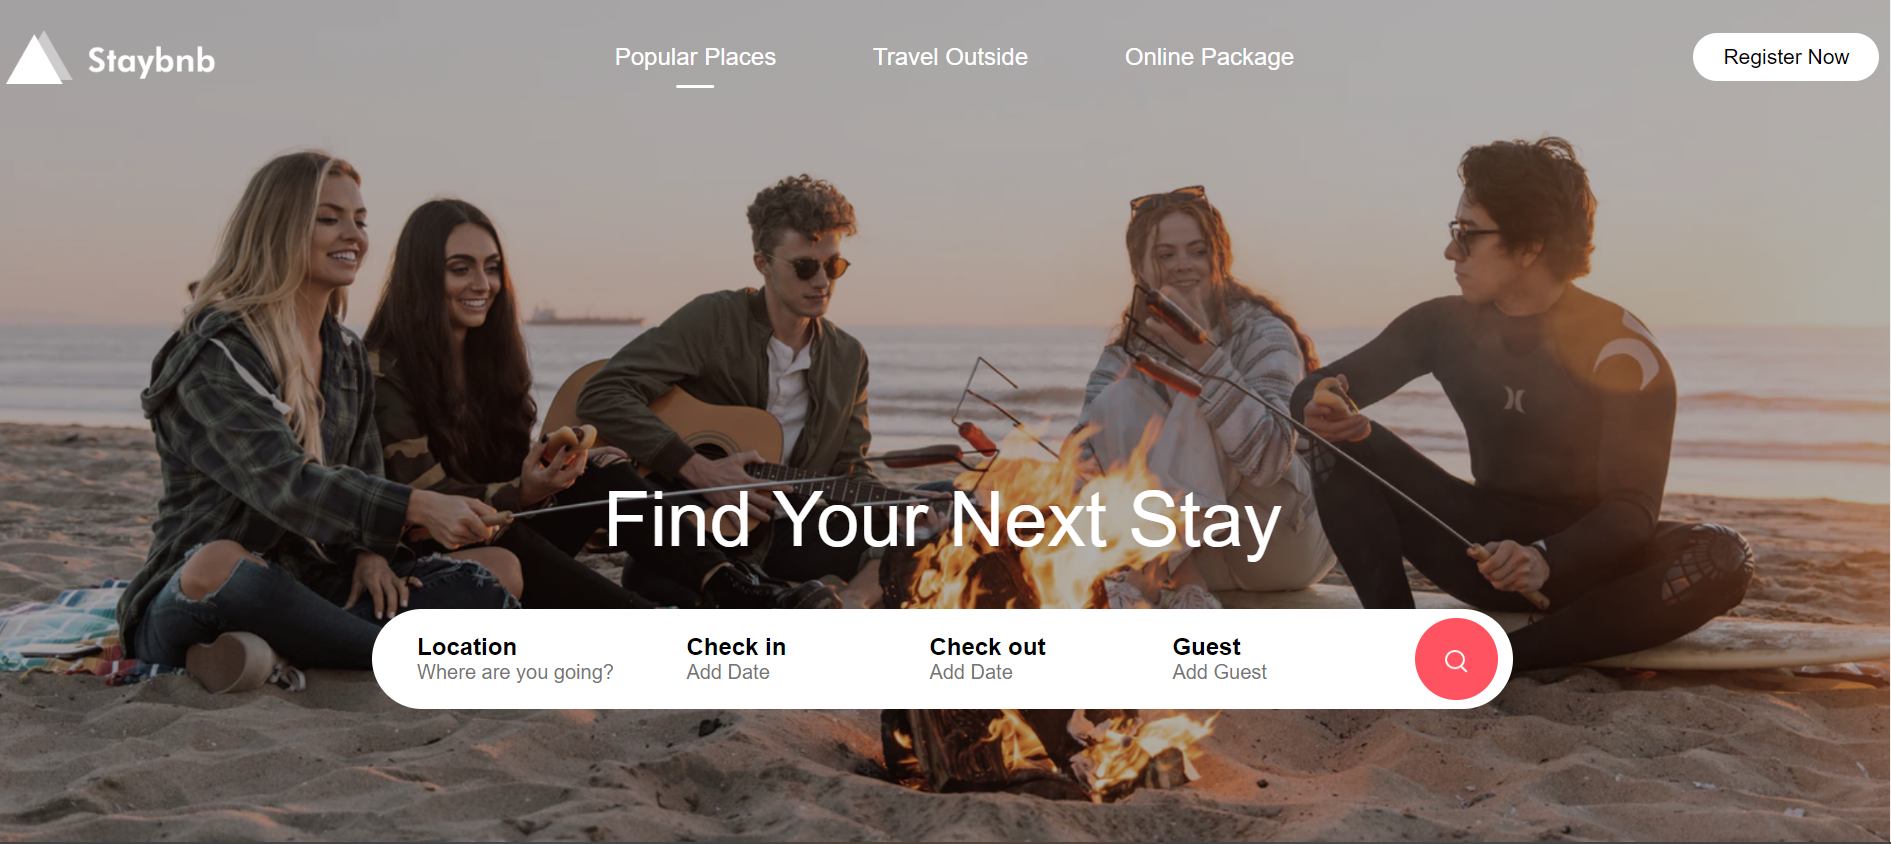 Staybnb
Popular Places
Travel Outside
Online Package
Register Now
Find Your Next Stay
Location
Where are you going?
Check in
Add Date
Check out
Add Date
Guest
Add Guest